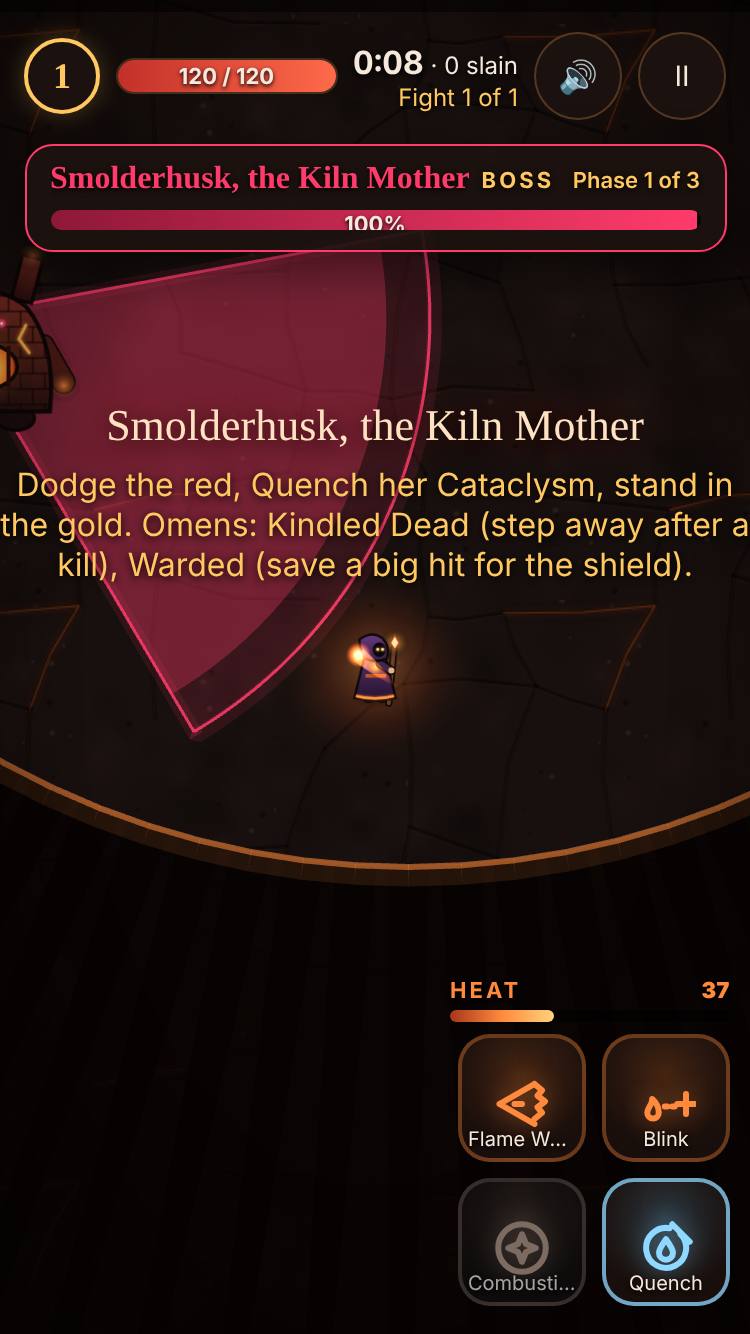 1
120 / 120
0:08 · 0 slain
Fight 1 of 1
Smolderhusk, the Kiln Mother BOSS Phase 1 of 3
100%
Smolderhusk, the Kiln Mother
Dodge the red, Quench her Cataclysm, stand in
the gold. Omens: Kindled Dead (step away after a
kill), Warded (save a big hit for the shield).
HEAT 37
Flame W... Blink
Combusti... Quench